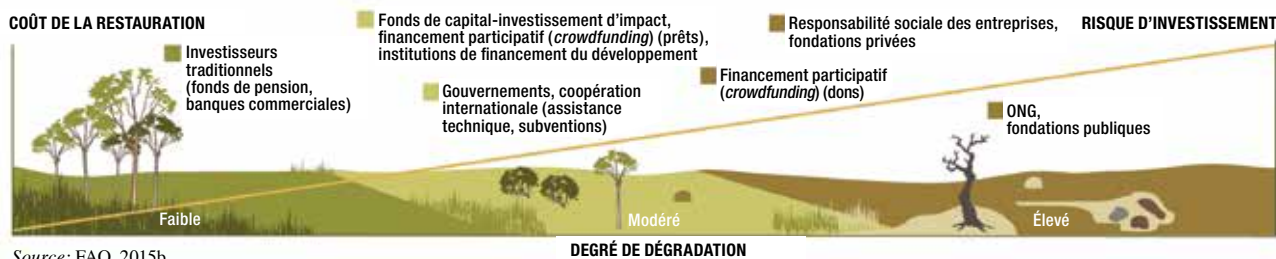 COÛT DE LA RESTAURATION
Investisseurs
traditionnels
(fonds de pension,
banques commerciales)
Fonds de capital-investissement d’impact,
financement participatif (crowdfunding) (prêts),
institutions de financement du développement
Gouvernements, coopération
internationale (assistance
technique, subventions)
Responsabilité sociale des entreprises,
fondations privées
Financement participatif
(crowdfunding) (dons)
RISQUE D’INVESTISSEMENT
ONG,
fondations publiques
Faible
Modéré
Élevé
DEGRÉ DE DÉGRADATION
Source: FAO, 2015b